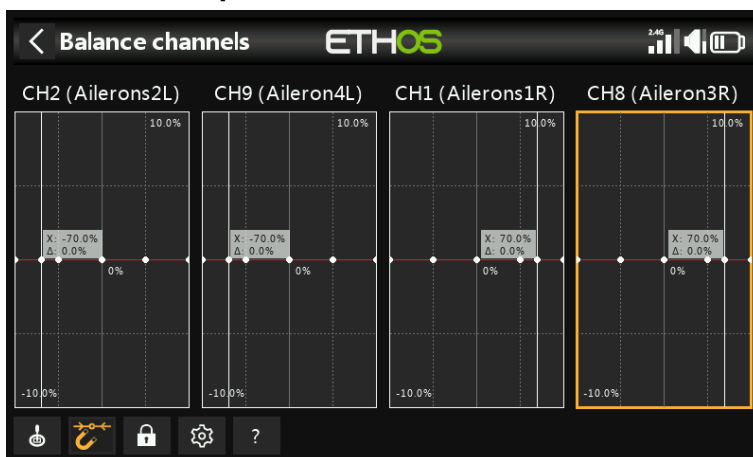 Balance channels
ETHOS
2.4G
CH2 (Ailerons2L)
CH9 (Aileron4L)
CH1 (Ailerons1R)
CH8 (Aileron3R)
10.0%
10.0%
10.0%
10.0%
X: -70.0%
Δ: 0.0%
X: -70.0%
Δ: 0.0%
X: 70.0%
Δ: 0.0%
X: 70.0%
Δ: 0.0%
0%
0%
0%
0%
-10.0%
-10.0%
-10.0%
-10.0%
?